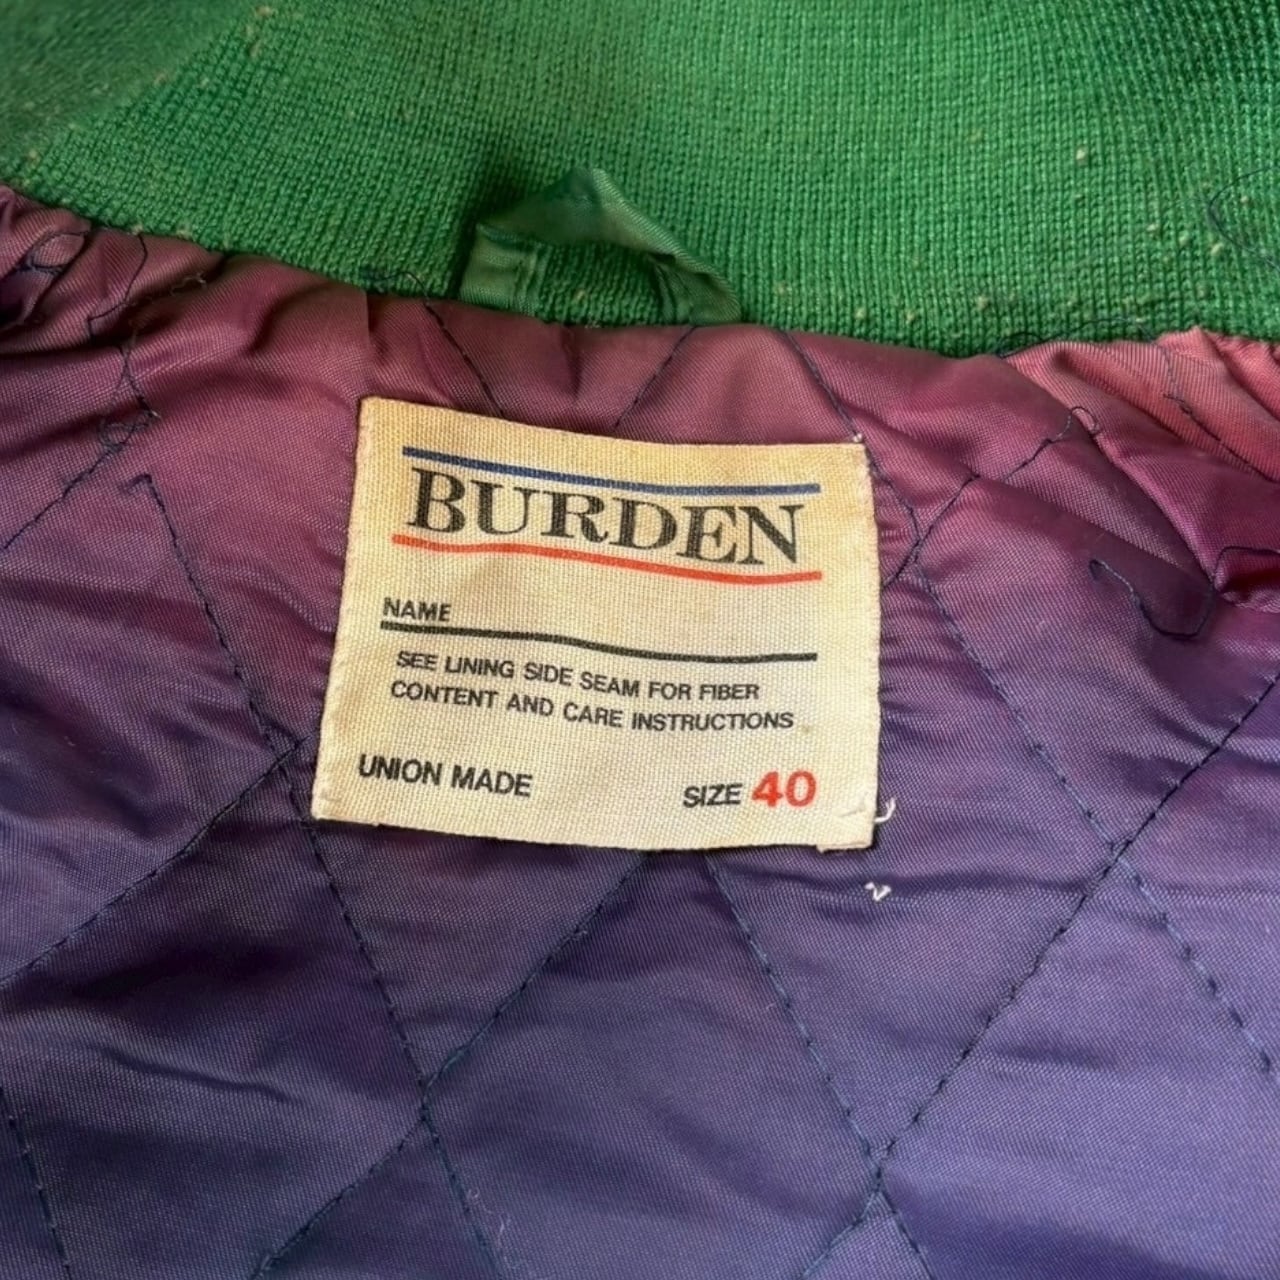 BURDEN
NAME
SEE LINING SIDE SEAM FOR FIBER
CONTENT AND CARE INSTRUCTIONS
UNION MADE SIZE 40